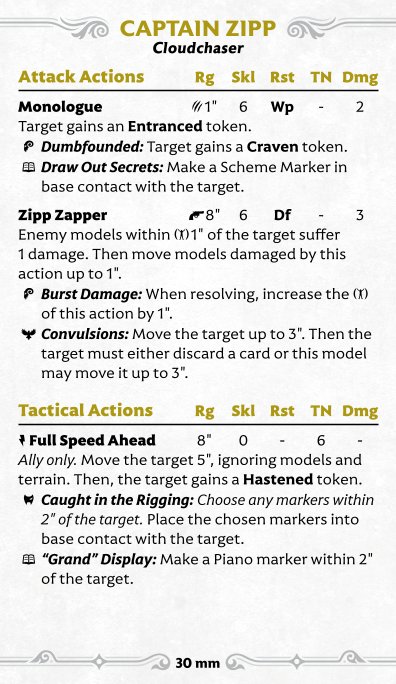 CAPTAIN ZIPP
Cloudchaser
Attack Actions Rg Skl Rst TN Dmg
Monologue 1" 6 Wp - 2
Target gains an Entranced token.
Dumbfounded: Target gains a Craven token.
Draw Out Secrets: Make a Scheme Marker in
base contact with the target.
Zipp Zapper 8" 6 Df - 3
Enemy models within 1" of the target suffer
1 damage. Then move models damaged by this
action up to 1".
Burst Damage: When resolving, increase the
of this action by 1".
Convulsions: Move the target up to 3". Then the
target must either discard a card or this model
may move it up to 3".
Tactical Actions Rg Skl Rst TN Dmg
Full Speed Ahead 8" 0 - 6 -
Ally only. Move the target 5", ignoring models and
terrain. Then, the target gains a Hastened token.
Caught in the Rigging: Choose any markers within
2" of the target. Place the chosen markers into
base contact with the target.
"Grand" Display: Make a Piano marker within 2"
of the target.
30 mm